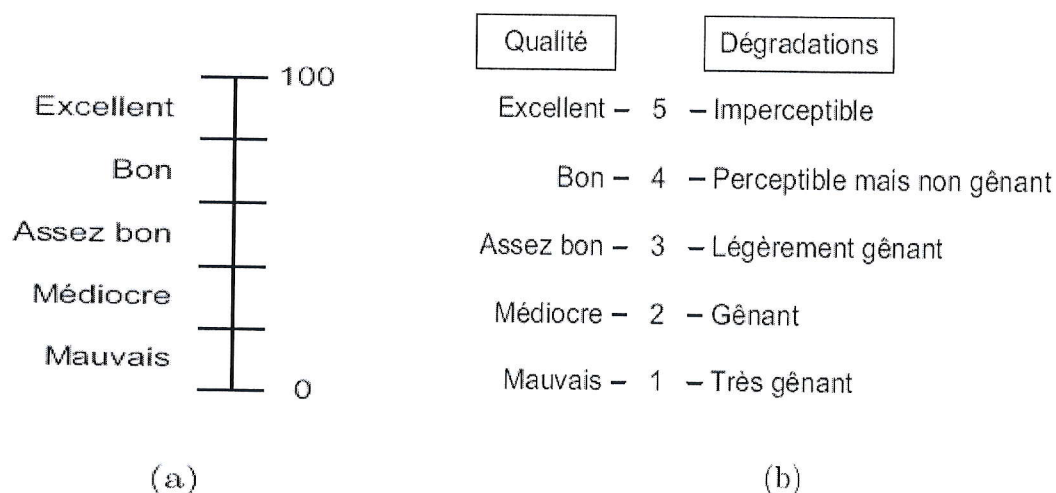 100
Excellent
Bon
Assez bon
Médiocre
Mauvais
0
(a)
Qualité Dégradations
Excellent – 5 – Imperceptible
Bon – 4 – Perceptible mais non gênant
Assez bon – 3 – Légèrement gênant
Médiocre – 2 – Gênant
Mauvais – 1 – Très gênant
(b)